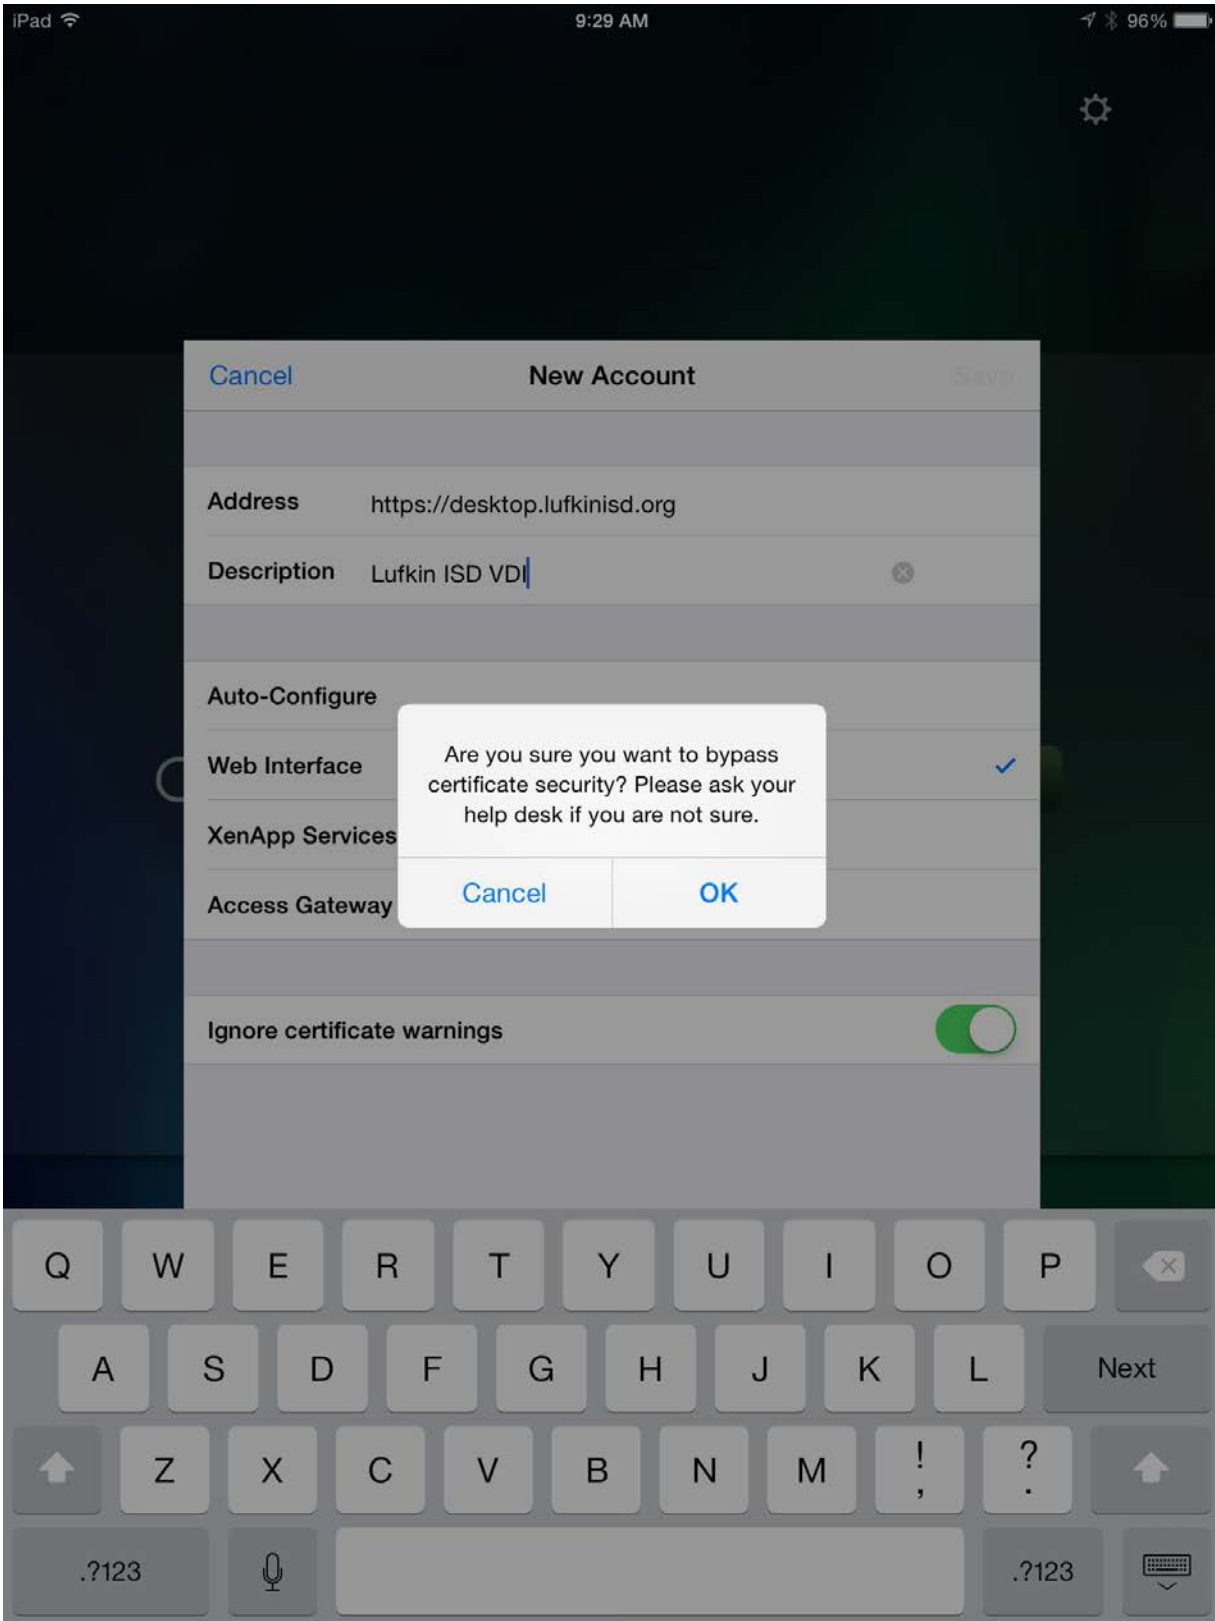 iPad 9:29 AM 96%
Cancel New Account Save
Address https://desktop.lufkinisd.org
Description Lufkin ISD VDI
Auto-Configure
Web Interface
XenApp Services
Access Gateway
Are you sure you want to bypass
certificate security? Please ask your
help desk if you are not sure.
Cancel OK
Ignore certificate warnings
Q W E R T Y U I O P
A S D F G H J K L Next
Z X C V B N M ! , ? .
.?123 .?123